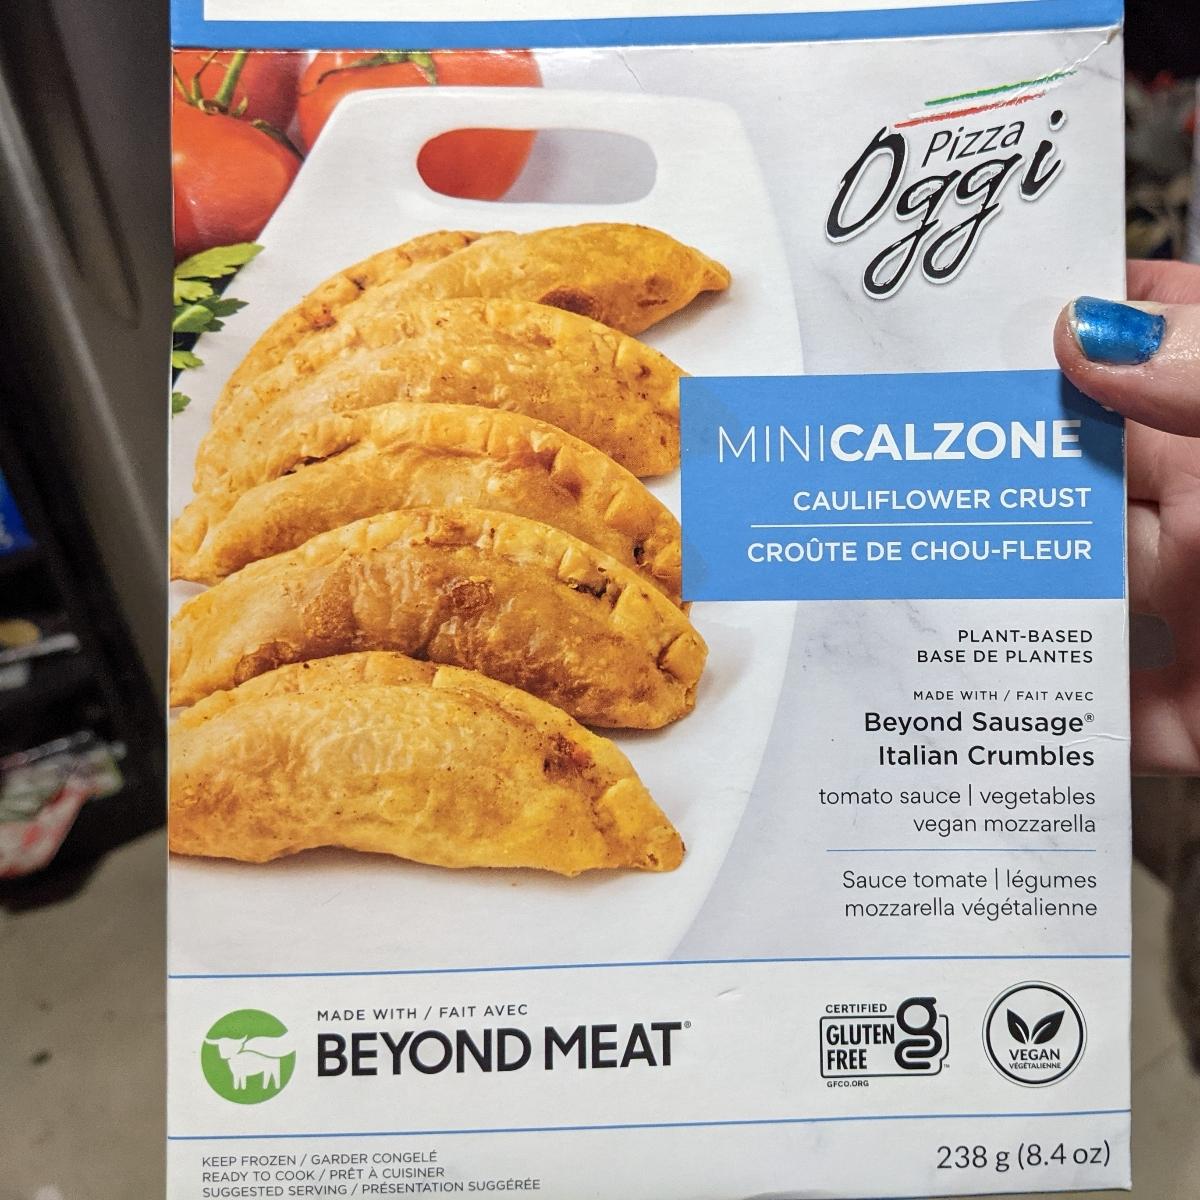 Pizza
Oggi
MINICALZONE
CAULIFLOWER CRUST
CROÛTE DE CHOU-FLEUR
PLANT-BASED
BASE DE PLANTES
MADE WITH / FAIT AVEC
Beyond Sausage®
Italian Crumbles
tomato sauce | vegetables
vegan mozzarella
Sauce tomate | légumes
mozzarella végétalienne
MADE WITH / FAIT AVEC
BEYOND MEAT®
CERTIFIED
GLUTEN
FREE
g
™
GFCO.ORG
VEGAN
VÉGÉTALIENNE
KEEP FROZEN / GARDER CONGELÉ
READY TO COOK / PRÊT À CUISINER
SUGGESTED SERVING / PRÉSENTATION SUGGÉRÉE
238 g (8.4 oz)